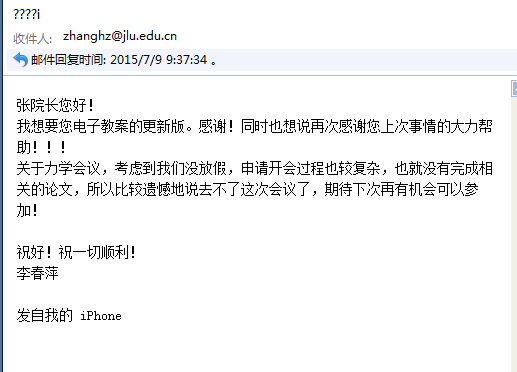 ????i
收件人: zhanghz@jlu.edu.cn
邮件回复时间: 2015/7/9 9:37:34 。
张院长您好！
我想要您电子教案的更新版。感谢！同时也想说再次感谢您上次事情的大力帮
助！！！
关于力学会议，考虑到我们没放假，申请开会过程也较复杂，也就没有完成相
关的论文，所以比较遗憾地说去不了这次会议了，期待下次再有机会可以参
加！
祝好！祝一切顺利！
李春萍
发自我的 iPhone